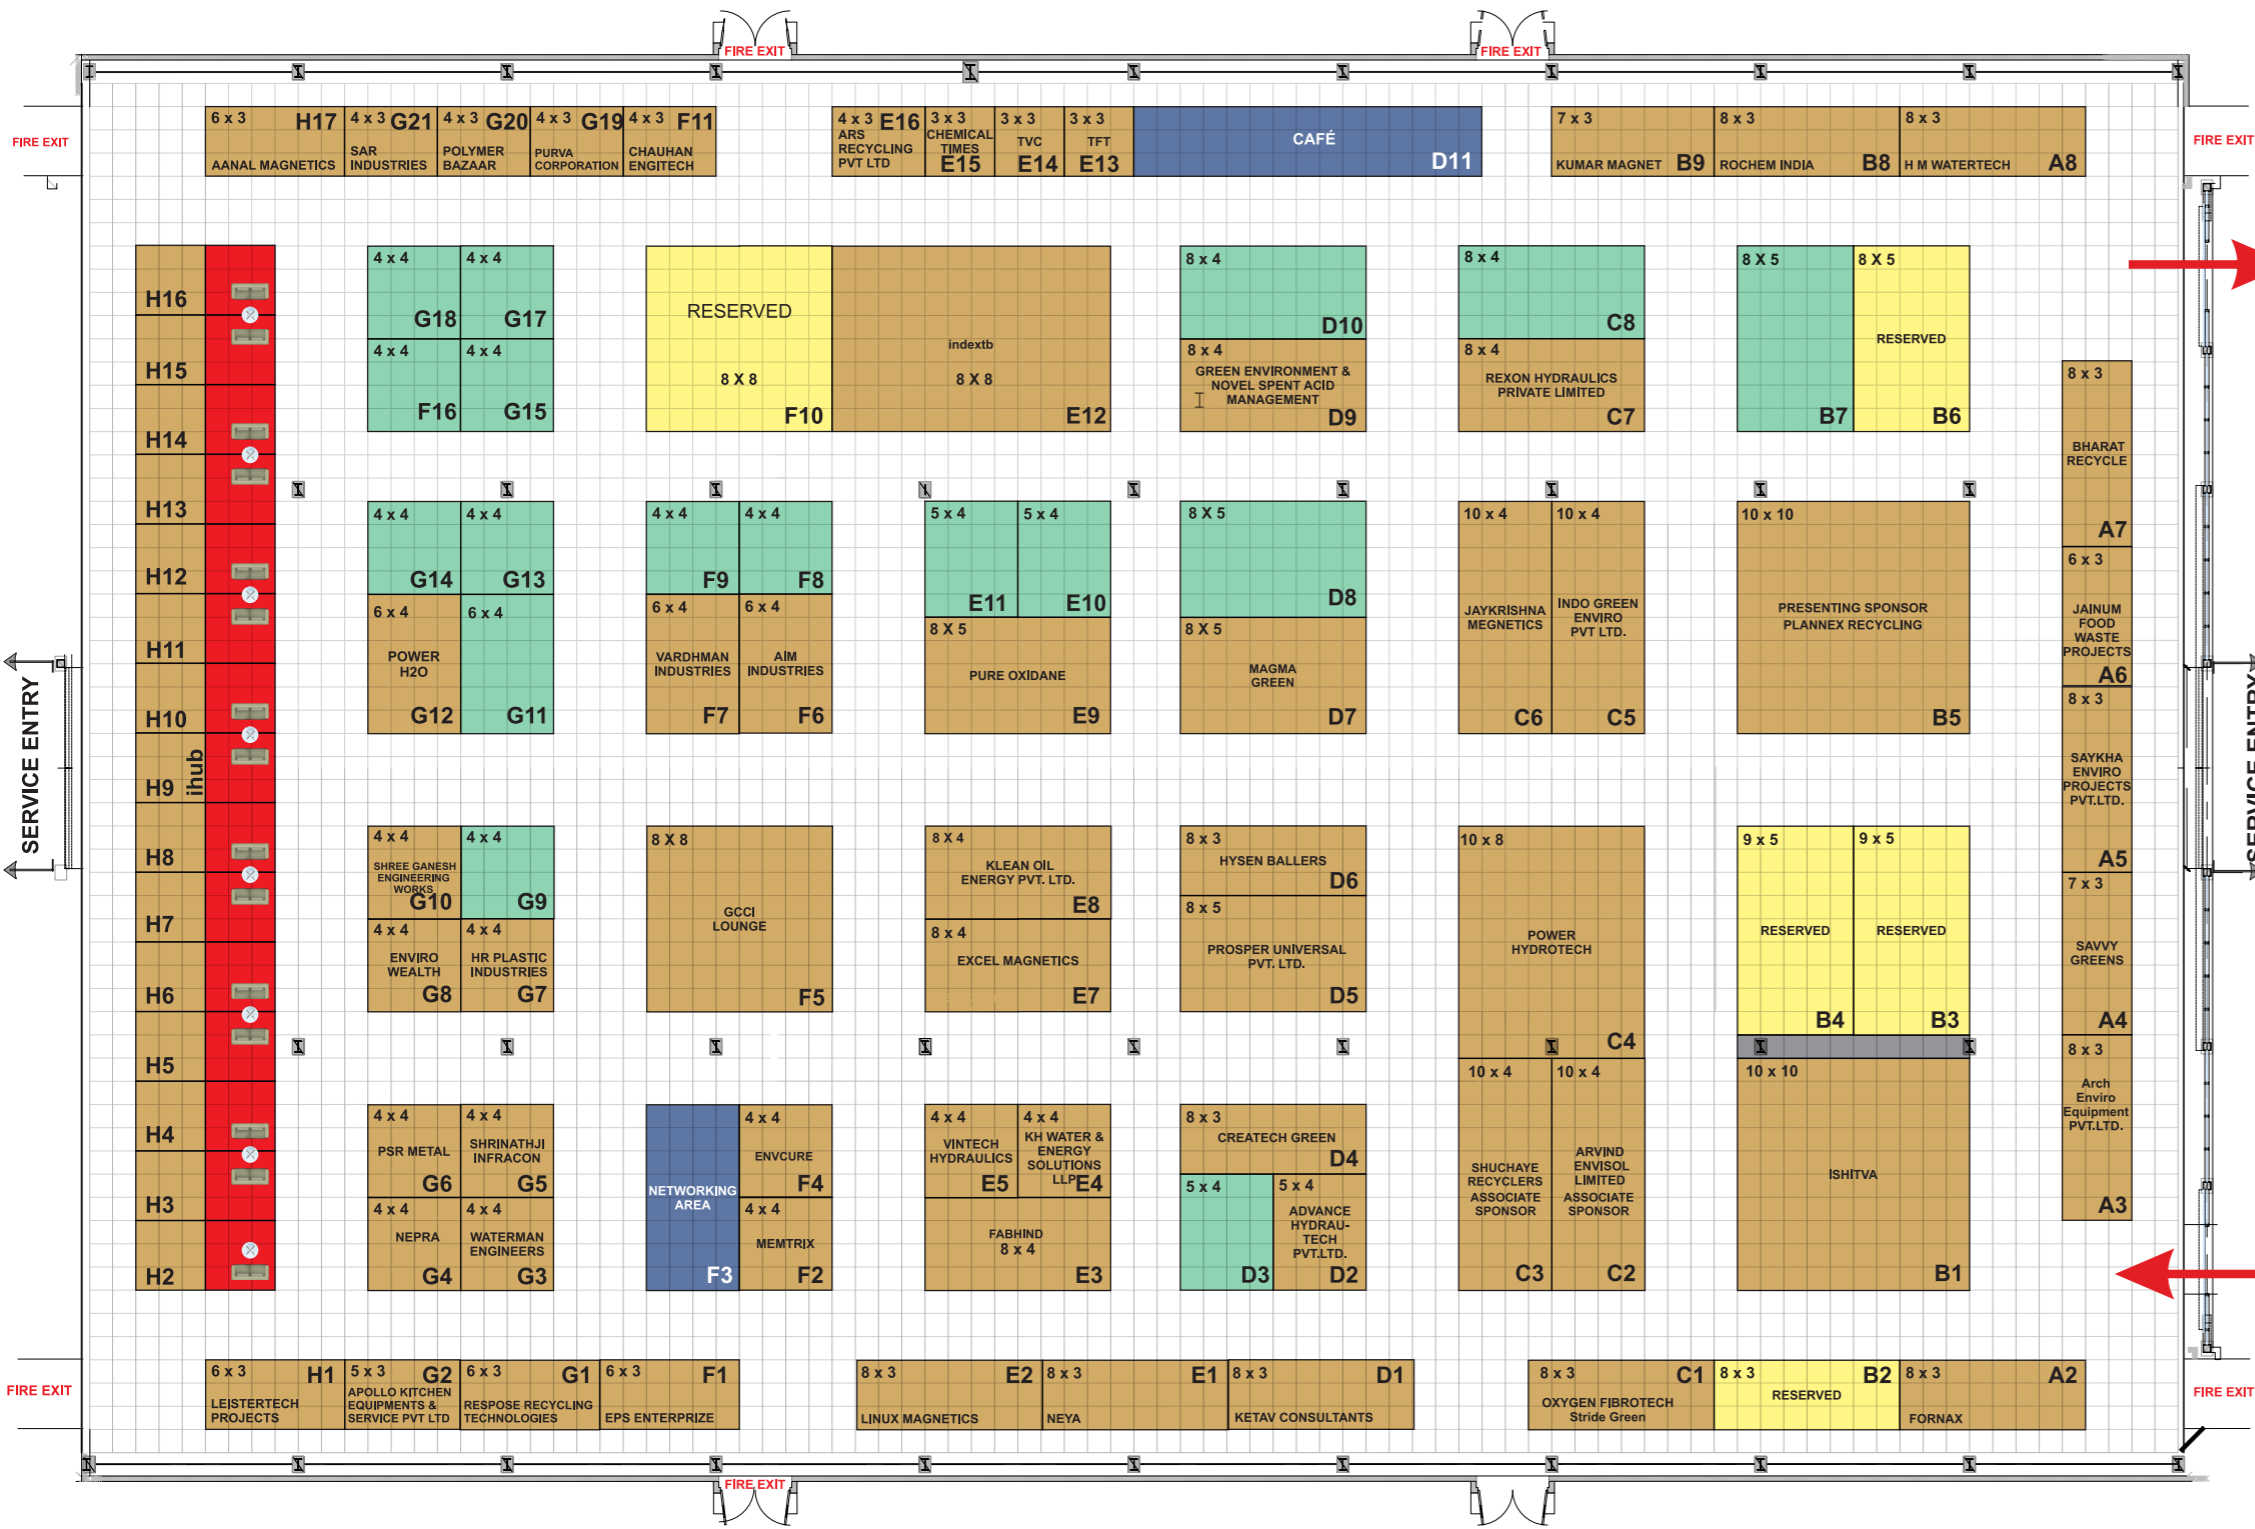 FIRE EXIT
FIRE EXIT
FIRE EXIT
6 x 3 H17
AANAL MAGNETICS
4 x 3 G21
SAR
INDUSTRIES
4 x 3 G20
POLYMER
BAZAAR
4 x 3 G19
PURVA
CORPORATION
4 x 3 F11
CHAUHAN
ENGITECH
4 x 3 E16
ARS
RECYCLING
PVT LTD
3 x 3
CHEMICAL
TIMES
E15
3 x 3
TVC
E14
3 x 3
TFT
E13
CAFÉ
D11
7 x 3
KUMAR MAGNET B9
8 x 3
ROCHEM INDIA B8
8 x 3
H M WATERTECH A8
FIRE EXIT
H16
H15
H14
H13
H12
H11
H10
H9
ihub
H8
H7
H6
H5
H4
H3
H2
SERVICE ENTRY
4 x 4
G18
4 x 4
G17
4 x 4
F16
4 x 4
G15
RESERVED
8 X 8
F10
indextb
8 X 8
E12
8 x 4
D10
8 x 4
GREEN ENVIRONMENT &
NOVEL SPENT ACID
MANAGEMENT
D9
8 x 4
C8
8 x 4
REXON HYDRAULICS
PRIVATE LIMITED
C7
8 X 5
B7
8 X 5
RESERVED
B6
8 x 3
BHARAT
RECYCLE
A7
4 x 4
G14
4 x 4
G13
6 x 4
POWER
H2O
G12
6 x 4
G11
4 x 4
F9
4 x 4
F8
6 x 4
VARDHMAN
INDUSTRIES
F7
6 x 4
AIM
INDUSTRIES
F6
5 x 4
E11
5 x 4
E10
8 X 5
PURE OXIDANE
E9
8 X 5
D8
8 X 5
MAGMA
GREEN
D7
10 x 4
JAYKRISHNA
MEGNETICS
C6
10 x 4
INDO GREEN
ENVIRO
PVT LTD.
C5
10 x 10
PRESENTING SPONSOR
PLANNEX RECYCLING
B5
6 x 3
JAINUM
FOOD
WASTE
PROJECTS
A6
8 x 3
SAYKHA
ENVIRO
PROJECTS
PVT.LTD.
A5
SERVICE ENTRY
4 x 4
SHREE GANESH
ENGINEERING
WORKS
G10
4 x 4
G9
4 x 4
ENVIRO
WEALTH
G8
4 x 4
HR PLASTIC
INDUSTRIES
G7
8 X 8
GCCI
LOUNGE
F5
8 X 4
KLEAN OIL
ENERGY PVT. LTD.
E8
8 x 4
EXCEL MAGNETICS
E7
8 x 3
HYSEN BALLERS
D6
8 x 5
PROSPER UNIVERSAL
PVT. LTD.
D5
10 x 8
POWER
HYDROTECH
C4
9 x 5
RESERVED
B4
9 x 5
RESERVED
B3
7 x 3
SAVVY
GREENS
A4
4 x 4
PSR METAL
G6
4 x 4
SHRINATHJI
INFRACON
G5
4 x 4
NEPRA
G4
4 x 4
WATERMAN
ENGINEERS
G3
NETWORKING
AREA
F3
4 x 4
ENVCURE
F4
4 x 4
MEMTRIX
F2
4 x 4
VINTECH
HYDRAULICS
E5
4 x 4
KH WATER &
ENERGY
SOLUTIONS
LLP
E4
FABHIND
8 x 4
E3
8 x 3
CREATECH GREEN
D4
5 x 4
D3
5 x 4
ADVANCE
HYDRAU-
TECH
PVT.LTD.
D2
10 x 4
SHUCHAYE
RECYCLERS
ASSOCIATE
SPONSOR
C3
10 x 4
ARVIND
ENVISOL
LIMITED
ASSOCIATE
SPONSOR
C2
10 x 10
ISHITVA
B1
8 x 3
Arch
Enviro
Equipment
PVT.LTD.
A3
FIRE EXIT
6 x 3 H1
LEISTERTECH
PROJECTS
5 x 3 G2
APOLLO KITCHEN
EQUIPMENTS &
SERVICE PVT LTD
6 x 3 G1
RESPOSE RECYCLING
TECHNOLOGIES
6 x 3 F1
EPS ENTERPRIZE
8 x 3 E2
LINUX MAGNETICS
8 x 3 E1
NEYA
8 x 3 D1
KETAV CONSULTANTS
8 x 3 C1
OXYGEN FIBROTECH
Stride Green
8 x 3 B2
RESERVED
8 x 3 A2
FORNAX
FIRE EXIT
FIRE EXIT